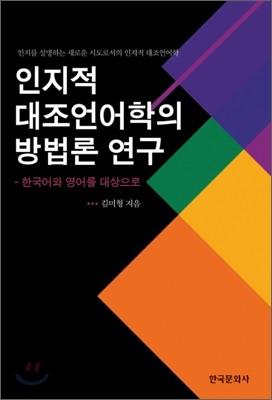 인지를 설명하는 새로운 시도로서의 인지적 대조언어학
인지적
대조언어학의
방법론 연구
- 한국어와 영어를 대상으로
••• 김미형 지음
한국문화사